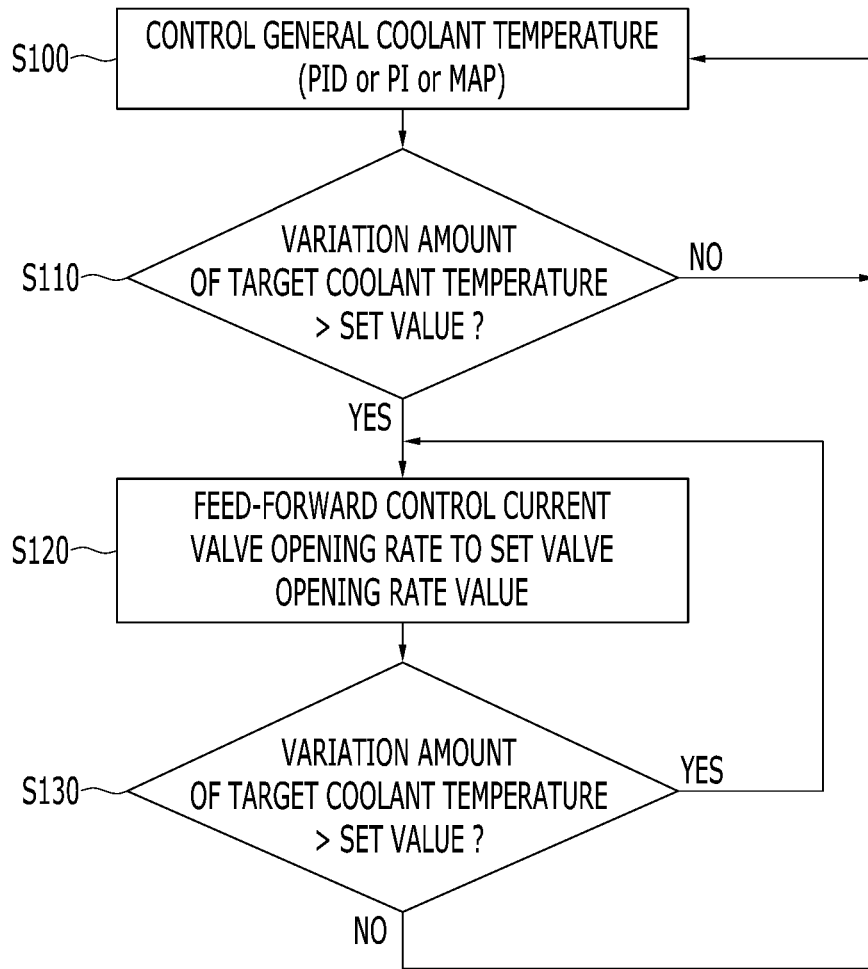 S100
CONTROL GENERAL COOLANT TEMPERATURE
(PID or PI or MAP)
S110
VARIATION AMOUNT
OF TARGET COOLANT TEMPERATURE
> SET VALUE ?
NO
YES
S120
FEED-FORWARD CONTROL CURRENT
VALVE OPENING RATE TO SET VALVE
OPENING RATE VALUE
S130
VARIATION AMOUNT
OF TARGET COOLANT TEMPERATURE
> SET VALUE ?
YES
NO